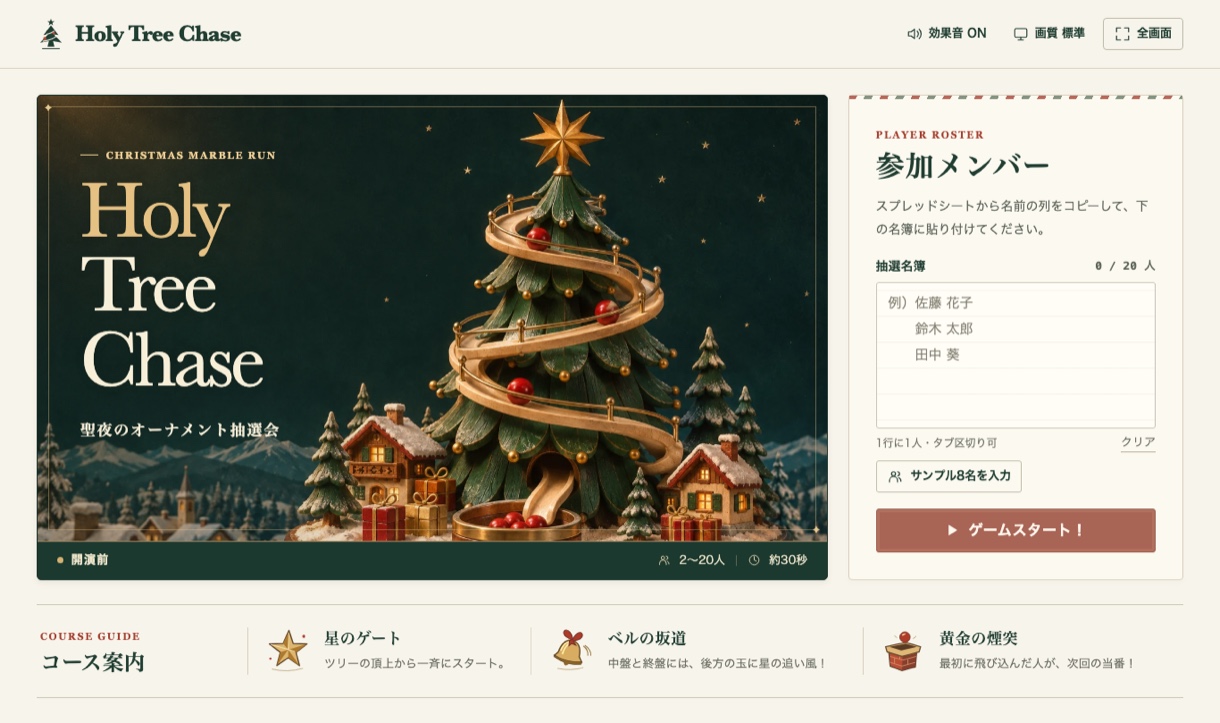 Holy Tree Chase
効果音 ON
画質 標準
全画面
CHRISTMAS MARBLE RUN
Holy
Tree
Chase
聖夜のオーナメント抽選会
開演前
2〜20人
約30秒
PLAYER ROSTER
参加メンバー
スプレッドシートから名前の列をコピーして、下
の名簿に貼り付けてください。
抽選名簿
0 / 20 人
例）佐藤 花子
鈴木 太郎
田中 葵
1行に1人・タブ区切り可
クリア
サンプル8名を入力
ゲームスタート！
COURSE GUIDE
コース案内
星のゲート
ツリーの頂上から一斉にスタート。
ベルの坂道
中盤と終盤には、後方の玉に星の追い風！
黄金の煙突
最初に飛び込んだ人が、次回の当番！